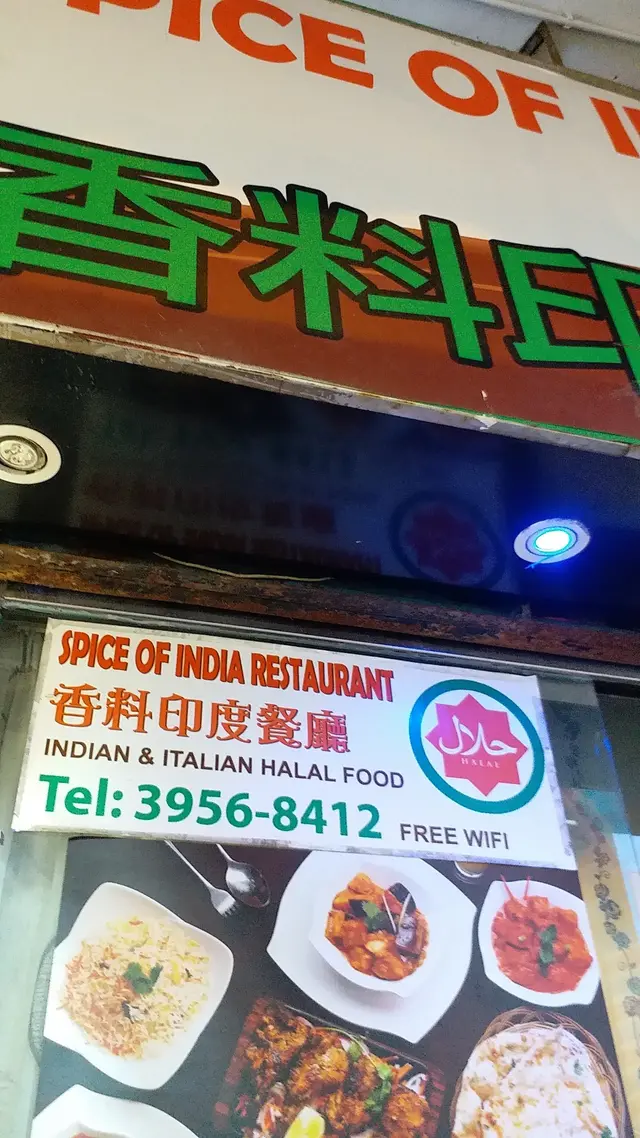 SPICE OF I
香料印
SPICE OF INDIA RESTAURANT
香料印度餐廳
INDIAN & ITALIAN HALAL FOOD
Tel: 3956-8412 FREE WIFI
حلال
HALAL